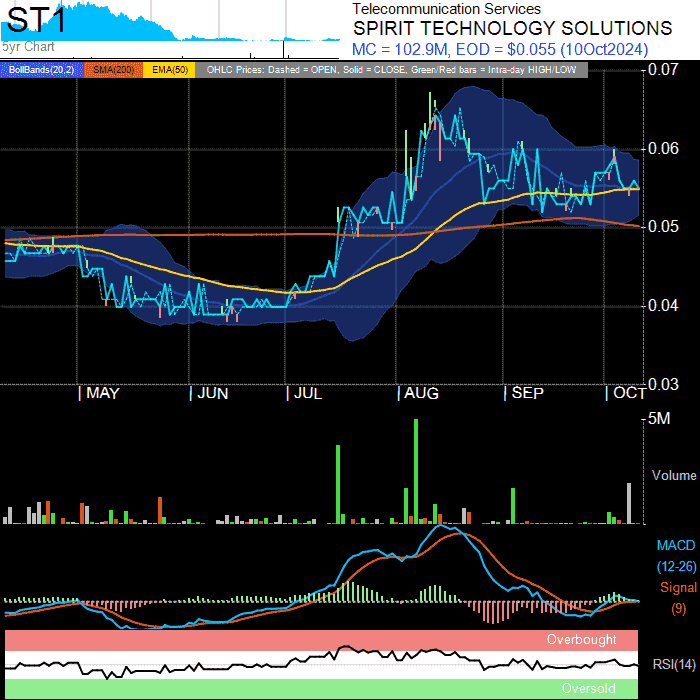 ST1
5yr Chart
Telecommunication Services
SPIRIT TECHNOLOGY SOLUTIONS
MC = 102.9M, EOD = $0.055 (10Oct2024)
BollBands(20,2) SMA(200) EMA(50) OHLC Prices: Dashed = OPEN, Solid = CLOSE, Green/Red bars = Intra-day HIGH/LOW
0.07
0.06
0.05
0.04
0.03
| MAY | JUN | JUL | AUG | SEP | OCT
5M
Volume
MACD
(12-26)
Signal
(9)
Overbought
RSI(14)
Oversold